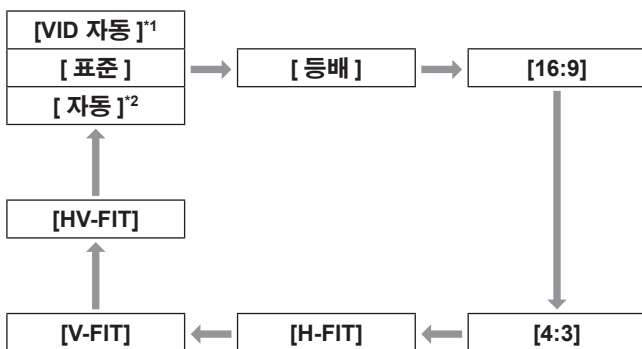 [VID 자동]*1
[ 표준 ]
[ 자동 ]*2
[ 등배 ]
[16:9]
[HV-FIT]
[V-FIT]
[H-FIT]
[4:3]